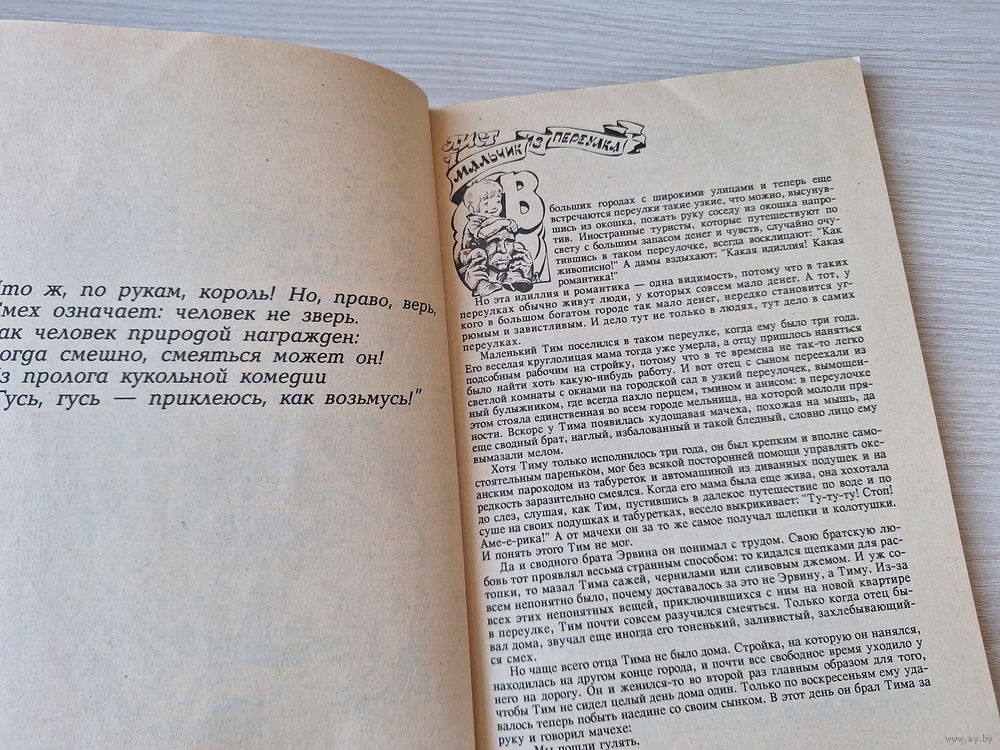 то ж, по рукам, король! Но, право, верь,
мех означает: человек не зверь.
ак человек природой награжден:
огда смешно, смеяться может он!
з пролога кукольной комедии
Гусь, гусь — приклеюсь, как возьмусь!"
ЛИСТ
1
МАЛЬЧИК ИЗ ПЕРЕУЛКА
В
больших городах с широкими улицами и теперь еще
встречаются переулки такие узкие, что можно, высунув-
шись из окошка, пожать руку соседу из окошка напро-
тив. Иностранные туристы, которые путешествуют по
свету с большим запасом денег и чувств, случайно очу-
тившись в таком переулочке, всегда восклицают: "Как
живописно!" А дамы вздыхают: "Какая идиллия! Какая
романтика!"
Но эта идиллия и романтика — одна видимость, потому что в таких
переулках обычно живут люди, у которых совсем мало денег. А тот, у
кого в большом богатом городе так мало денег, нередко становится уг-
рюмым и завистливым. И дело тут не только в людях, тут дело в самих
переулках.
Маленький Тим поселился в таком переулке, когда ему было три года.
Его веселая круглолицая мама тогда уже умерла, а отцу пришлось наняться
подсобным рабочим на стройку, потому что в те времена не так-то легко
было найти хоть какую-нибудь работу. И вот отец с сыном переехали из
светлой комнаты с окнами на городской сад в узкий переулочек, вымощен-
ный булыжником, где всегда пахло перцем, тмином и анисом: в переулочке
этом стояла единственная во всем городе мельница, на которой мололи пря-
ности. Вскоре у Тима появилась худощавая мачеха, похожая на мышь, да
еще сводный брат, наглый, избалованный и такой бледный, словно лицо ему
вымазали мелом.
Хотя Тиму только исполнилось три года, он был крепким и вполне само-
стоятельным пареньком, мог без всякой посторонней помощи управлять оке-
анским пароходом из табуреток и автомашиной из диванных подушек и на
редкость заразительно смеялся. Когда его мама была еще жива, она хохотала
до слез, слушая, как Тим, пустившись в далекое путешествие по воде и по
суше на своих подушках и табуретках, весело выкрикивает: "Ту-ту-ту! Стоп!
Аме-е-рика!" А от мачехи он за то же самое получал шлепки и колотушки.
И понять этого Тим не мог.
Да и сводного брата Эрвина он понимал с трудом. Свою братскую лю-
бовь тот проявлял весьма странным способом: то кидался щепками для рас-
топки, то мазал Тима сажей, чернилами или сливовым джемом. И уж со-
всем непонятно было, почему доставалось за это не Эрвину, а Тиму. Из-за
всех этих непонятных вещей, приключившихся с ним на новой квартире
в переулке, Тим почти совсем разучился смеяться. Только когда отец бы-
вал дома, звучал еще иногда его тоненький, заливистый, захлебывающий-
ся смех.
Но чаще всего отца Тима не было дома. Стройка, на которую он нанялся,
находилась на другом конце города, и почти все свободное время уходило у
него на дорогу. Он и женился-то во второй раз главным образом для того,
чтобы Тим не сидел целый день дома один. Только по воскресеньям ему уда-
валось теперь побыть наедине со своим сынком. В этот день он брал Тима за
руку и говорил мачехе:
Мы пошли гулять.
www.ay.by